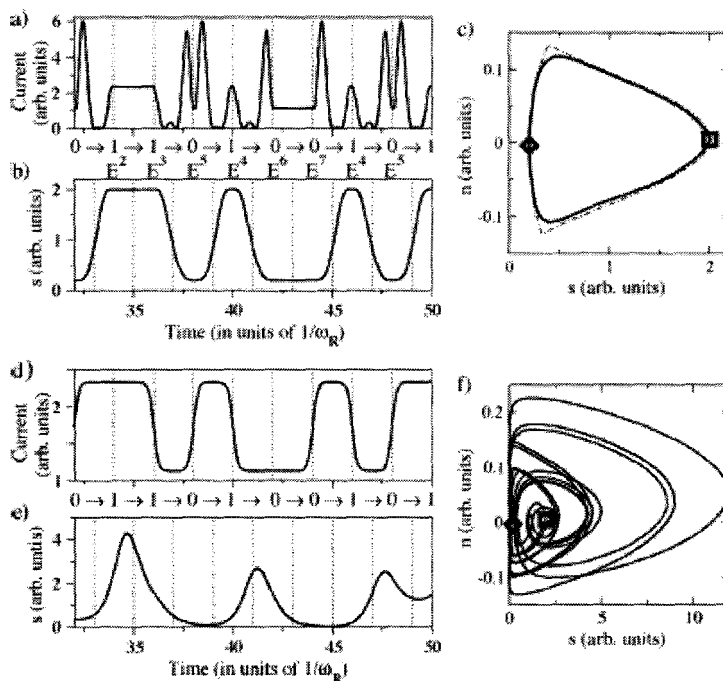 a)
Current
(arb. units)
6
4
2
0
0 → 1 → 1 → 1 → 0 → 1 → 0 → 0 → 1 → 0 → 1
E² E³ E⁵ E⁴ E⁶ E⁷ E⁴ E⁵
b)
s (arb. units)
2
1
0
35 40 45 50
Time (in units of 1/ω_R)
c)
n (arb. units)
0.1
0
-0.1
0 1 2
s (arb. units)
d)
Current
(arb. units)
1
0 → 1 → 1 → 1 → 0 → 1 → 0 → 0 → 1 → 0 → 1
e)
s (arb. untis)
4
2
0
35 40 45 50
Time (in units of 1/ω_R)
f)
n (arb. units)
0.2
0.1
0
-0.1
0 5 10
s (arb. units)